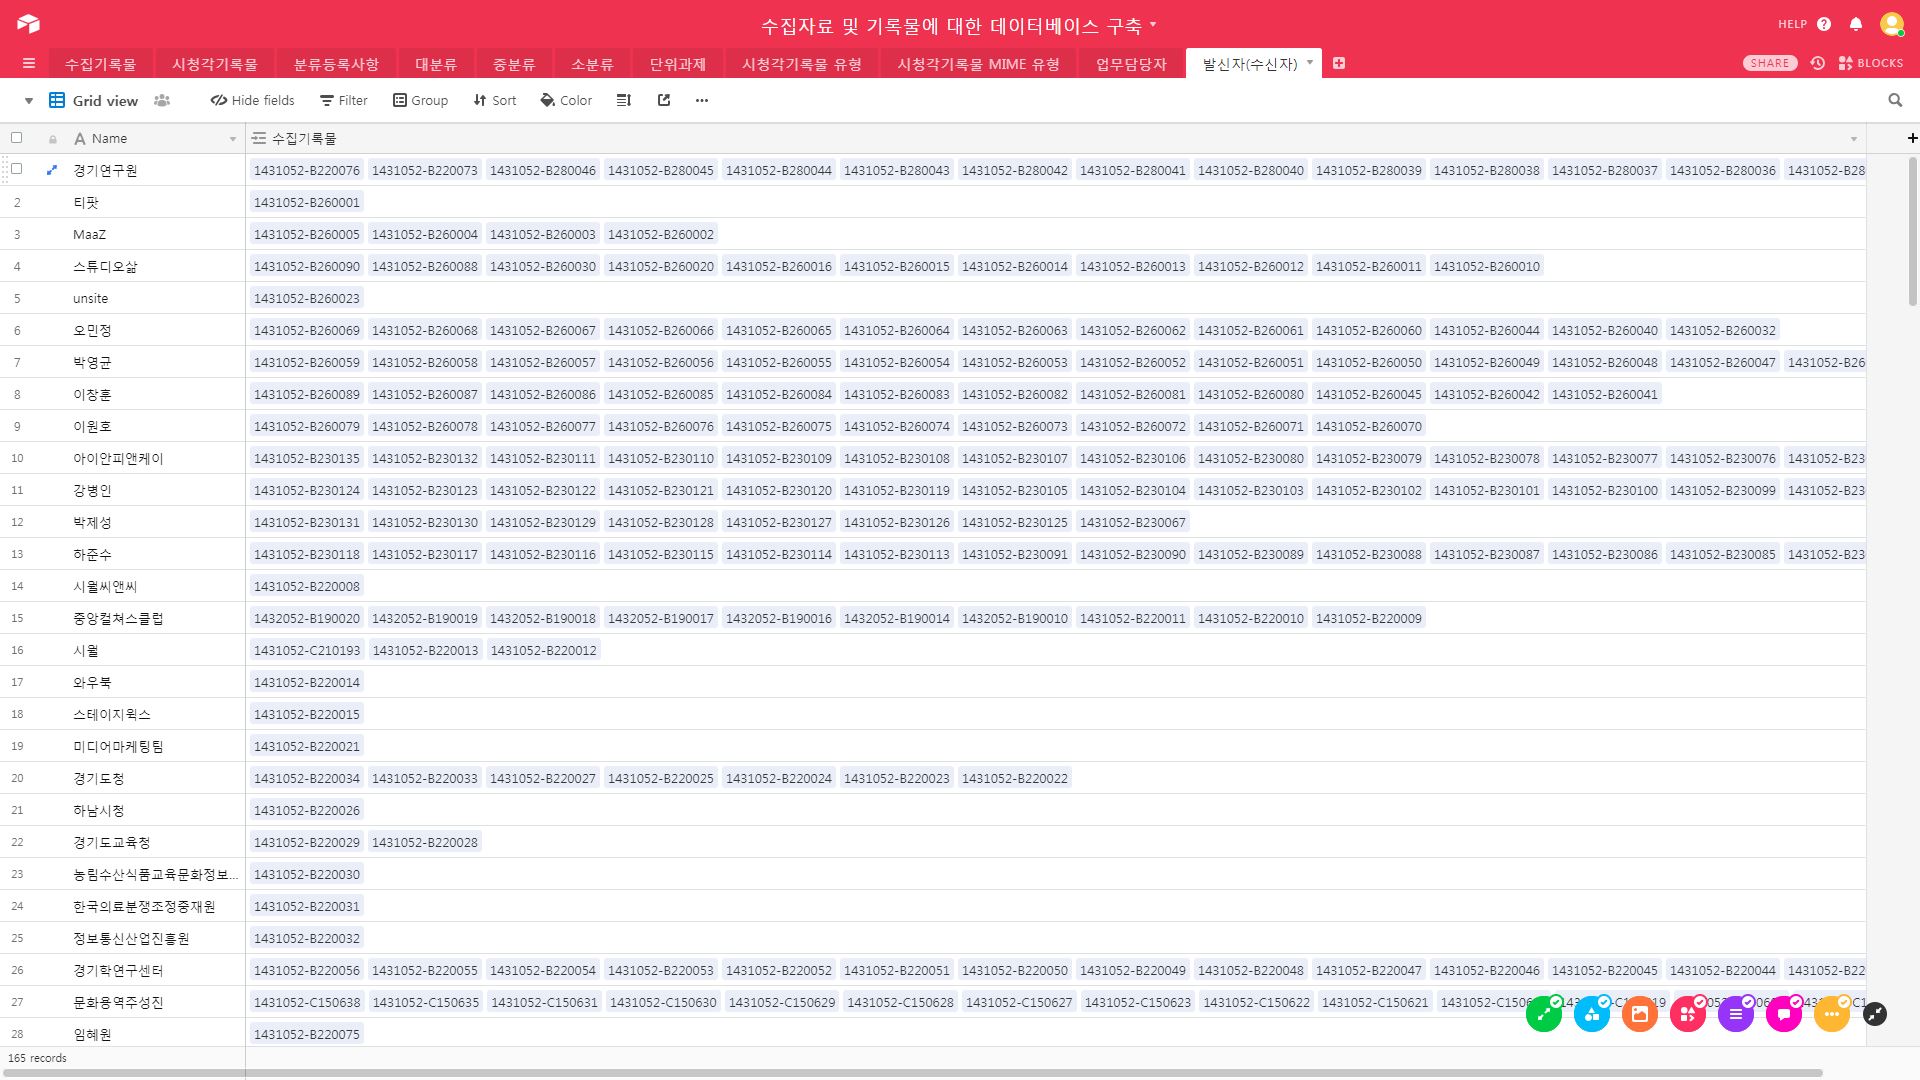 수집자료 및 기록물에 대한 데이터베이스 구축
HELP
수집기록물 시청각기록물 분류등록사항 대분류 중분류 소분류 단위과제 시청각기록물 유형 시청각기록물 MIME 유형 업무담당자 발신자(수신자) SHARE BLOCKS
Grid view Hide fields Filter Group Sort Color
Name 수집기록물
경기연구원 1431052-B220076 1431052-B220073 1431052-B280046 1431052-B280045 1431052-B280044 1431052-B280043 1431052-B280042 1431052-B280041 1431052-B280040 1431052-B280039 1431052-B280038 1431052-B280037 1431052-B280036 1431052-B28
2 티팟 1431052-B260001
3 MaaZ 1431052-B260005 1431052-B260004 1431052-B260003 1431052-B260002
4 스튜디오삶 1431052-B260090 1431052-B260088 1431052-B260030 1431052-B260020 1431052-B260016 1431052-B260015 1431052-B260014 1431052-B260013 1431052-B260012 1431052-B260011 1431052-B260010
5 unsite 1431052-B260023
6 오민정 1431052-B260069 1431052-B260068 1431052-B260067 1431052-B260066 1431052-B260065 1431052-B260064 1431052-B260063 1431052-B260062 1431052-B260061 1431052-B260060 1431052-B260044 1431052-B260040 1431052-B260032
7 박영균 1431052-B260059 1431052-B260058 1431052-B260057 1431052-B260056 1431052-B260055 1431052-B260054 1431052-B260053 1431052-B260052 1431052-B260051 1431052-B260050 1431052-B260049 1431052-B260048 1431052-B260047 1431052-B26
8 이창훈 1431052-B260089 1431052-B260087 1431052-B260086 1431052-B260085 1431052-B260084 1431052-B260083 1431052-B260082 1431052-B260081 1431052-B260080 1431052-B260045 1431052-B260042 1431052-B260041
9 이원호 1431052-B260079 1431052-B260078 1431052-B260077 1431052-B260076 1431052-B260075 1431052-B260074 1431052-B260073 1431052-B260072 1431052-B260071 1431052-B260070
10 아이안피앤케이 1431052-B230135 1431052-B230132 1431052-B230111 1431052-B230110 1431052-B230109 1431052-B230108 1431052-B230107 1431052-B230106 1431052-B230080 1431052-B230079 1431052-B230078 1431052-B230077 1431052-B230076 1431052-B23
11 강병인 1431052-B230124 1431052-B230123 1431052-B230122 1431052-B230121 1431052-B230120 1431052-B230119 1431052-B230105 1431052-B230104 1431052-B230103 1431052-B230102 1431052-B230101 1431052-B230100 1431052-B230099 1431052-B23
12 박제성 1431052-B230131 1431052-B230130 1431052-B230129 1431052-B230128 1431052-B230127 1431052-B230126 1431052-B230125 1431052-B230067
13 하준수 1431052-B230118 1431052-B230117 1431052-B230116 1431052-B230115 1431052-B230114 1431052-B230113 1431052-B230091 1431052-B230090 1431052-B230089 1431052-B230088 1431052-B230087 1431052-B230086 1431052-B230085 1431052-B23
14 시월씨앤씨 1431052-B220008
15 중앙컬쳐스클럽 1432052-B190020 1432052-B190019 1432052-B190018 1432052-B190017 1432052-B190016 1432052-B190014 1432052-B190010 1431052-B220011 1431052-B220010 1431052-B220009
16 시월 1431052-C210193 1431052-B220013 1431052-B220012
17 와우북 1431052-B220014
18 스테이지웍스 1431052-B220015
19 미디어마케팅팀 1431052-B220021
20 경기도청 1431052-B220034 1431052-B220033 1431052-B220027 1431052-B220025 1431052-B220024 1431052-B220023 1431052-B220022
21 하남시청 1431052-B220026
22 경기도교육청 1431052-B220029 1431052-B220028
23 농림수산식품교육문화정보... 1431052-B220030
24 한국의료분쟁조정중재원 1431052-B220031
25 정보통신산업진흥원 1431052-B220032
26 경기학연구센터 1431052-B220056 1431052-B220055 1431052-B220054 1431052-B220053 1431052-B220052 1431052-B220051 1431052-B220050 1431052-B220049 1431052-B220048 1431052-B220047 1431052-B220046 1431052-B220045 1431052-B220044 1431052-B22
27 문화용역주성진 1431052-C150638 1431052-C150635 1431052-C150631 1431052-C150630 1431052-C150629 1431052-C150628 1431052-C150627 1431052-C150623 1431052-C150622 1431052-C150621
28 임혜원 1431052-B220075
165 records